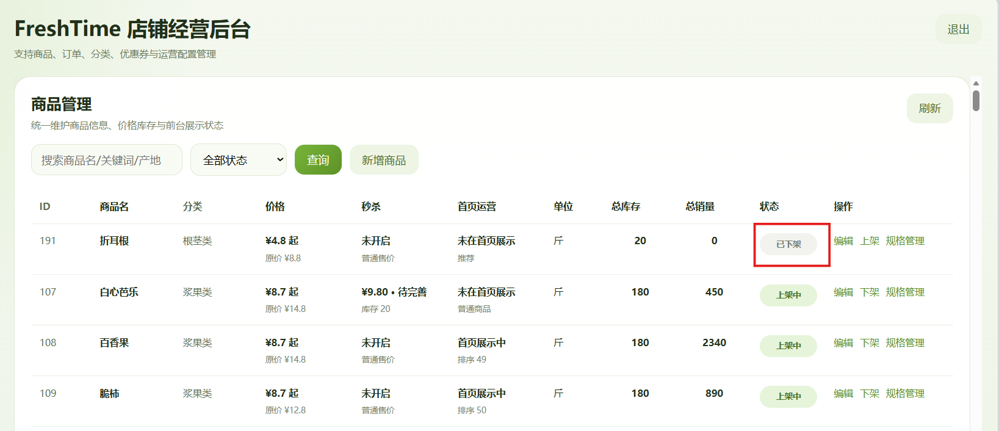 FreshTime 店铺经营后台
退出
支持商品、订单、分类、优惠券与运营配置管理
商品管理
统一维护商品信息、价格库存与前台展示状态
刷新
搜索商品名/关键词/产地
全部状态
查询
新增商品
ID 商品名 分类 价格 秒杀 首页运营 单位 总库存 总销量 状态 操作
191 折耳根 根茎类 ¥4.8 起 未开启 未在首页展示 斤 20 0 已下架 编辑 上架 规格管理
原价 ¥8.8 普通售价 推荐
107 白心芭乐 浆果类 ¥8.7 起 ¥9.80 • 待完善 未在首页展示 斤 180 450 上架中 编辑 下架 规格管理
原价 ¥14.8 库存 20 普通商品
108 百香果 浆果类 ¥8.7 起 未开启 首页展示中 斤 180 2340 上架中 编辑 下架 规格管理
原价 ¥14.8 普通售价 排序 49
109 脆柿 浆果类 ¥8.7 起 未开启 首页展示中 斤 180 890 上架中 编辑 下架 规格管理
原价 ¥12.8 普通售价 排序 50